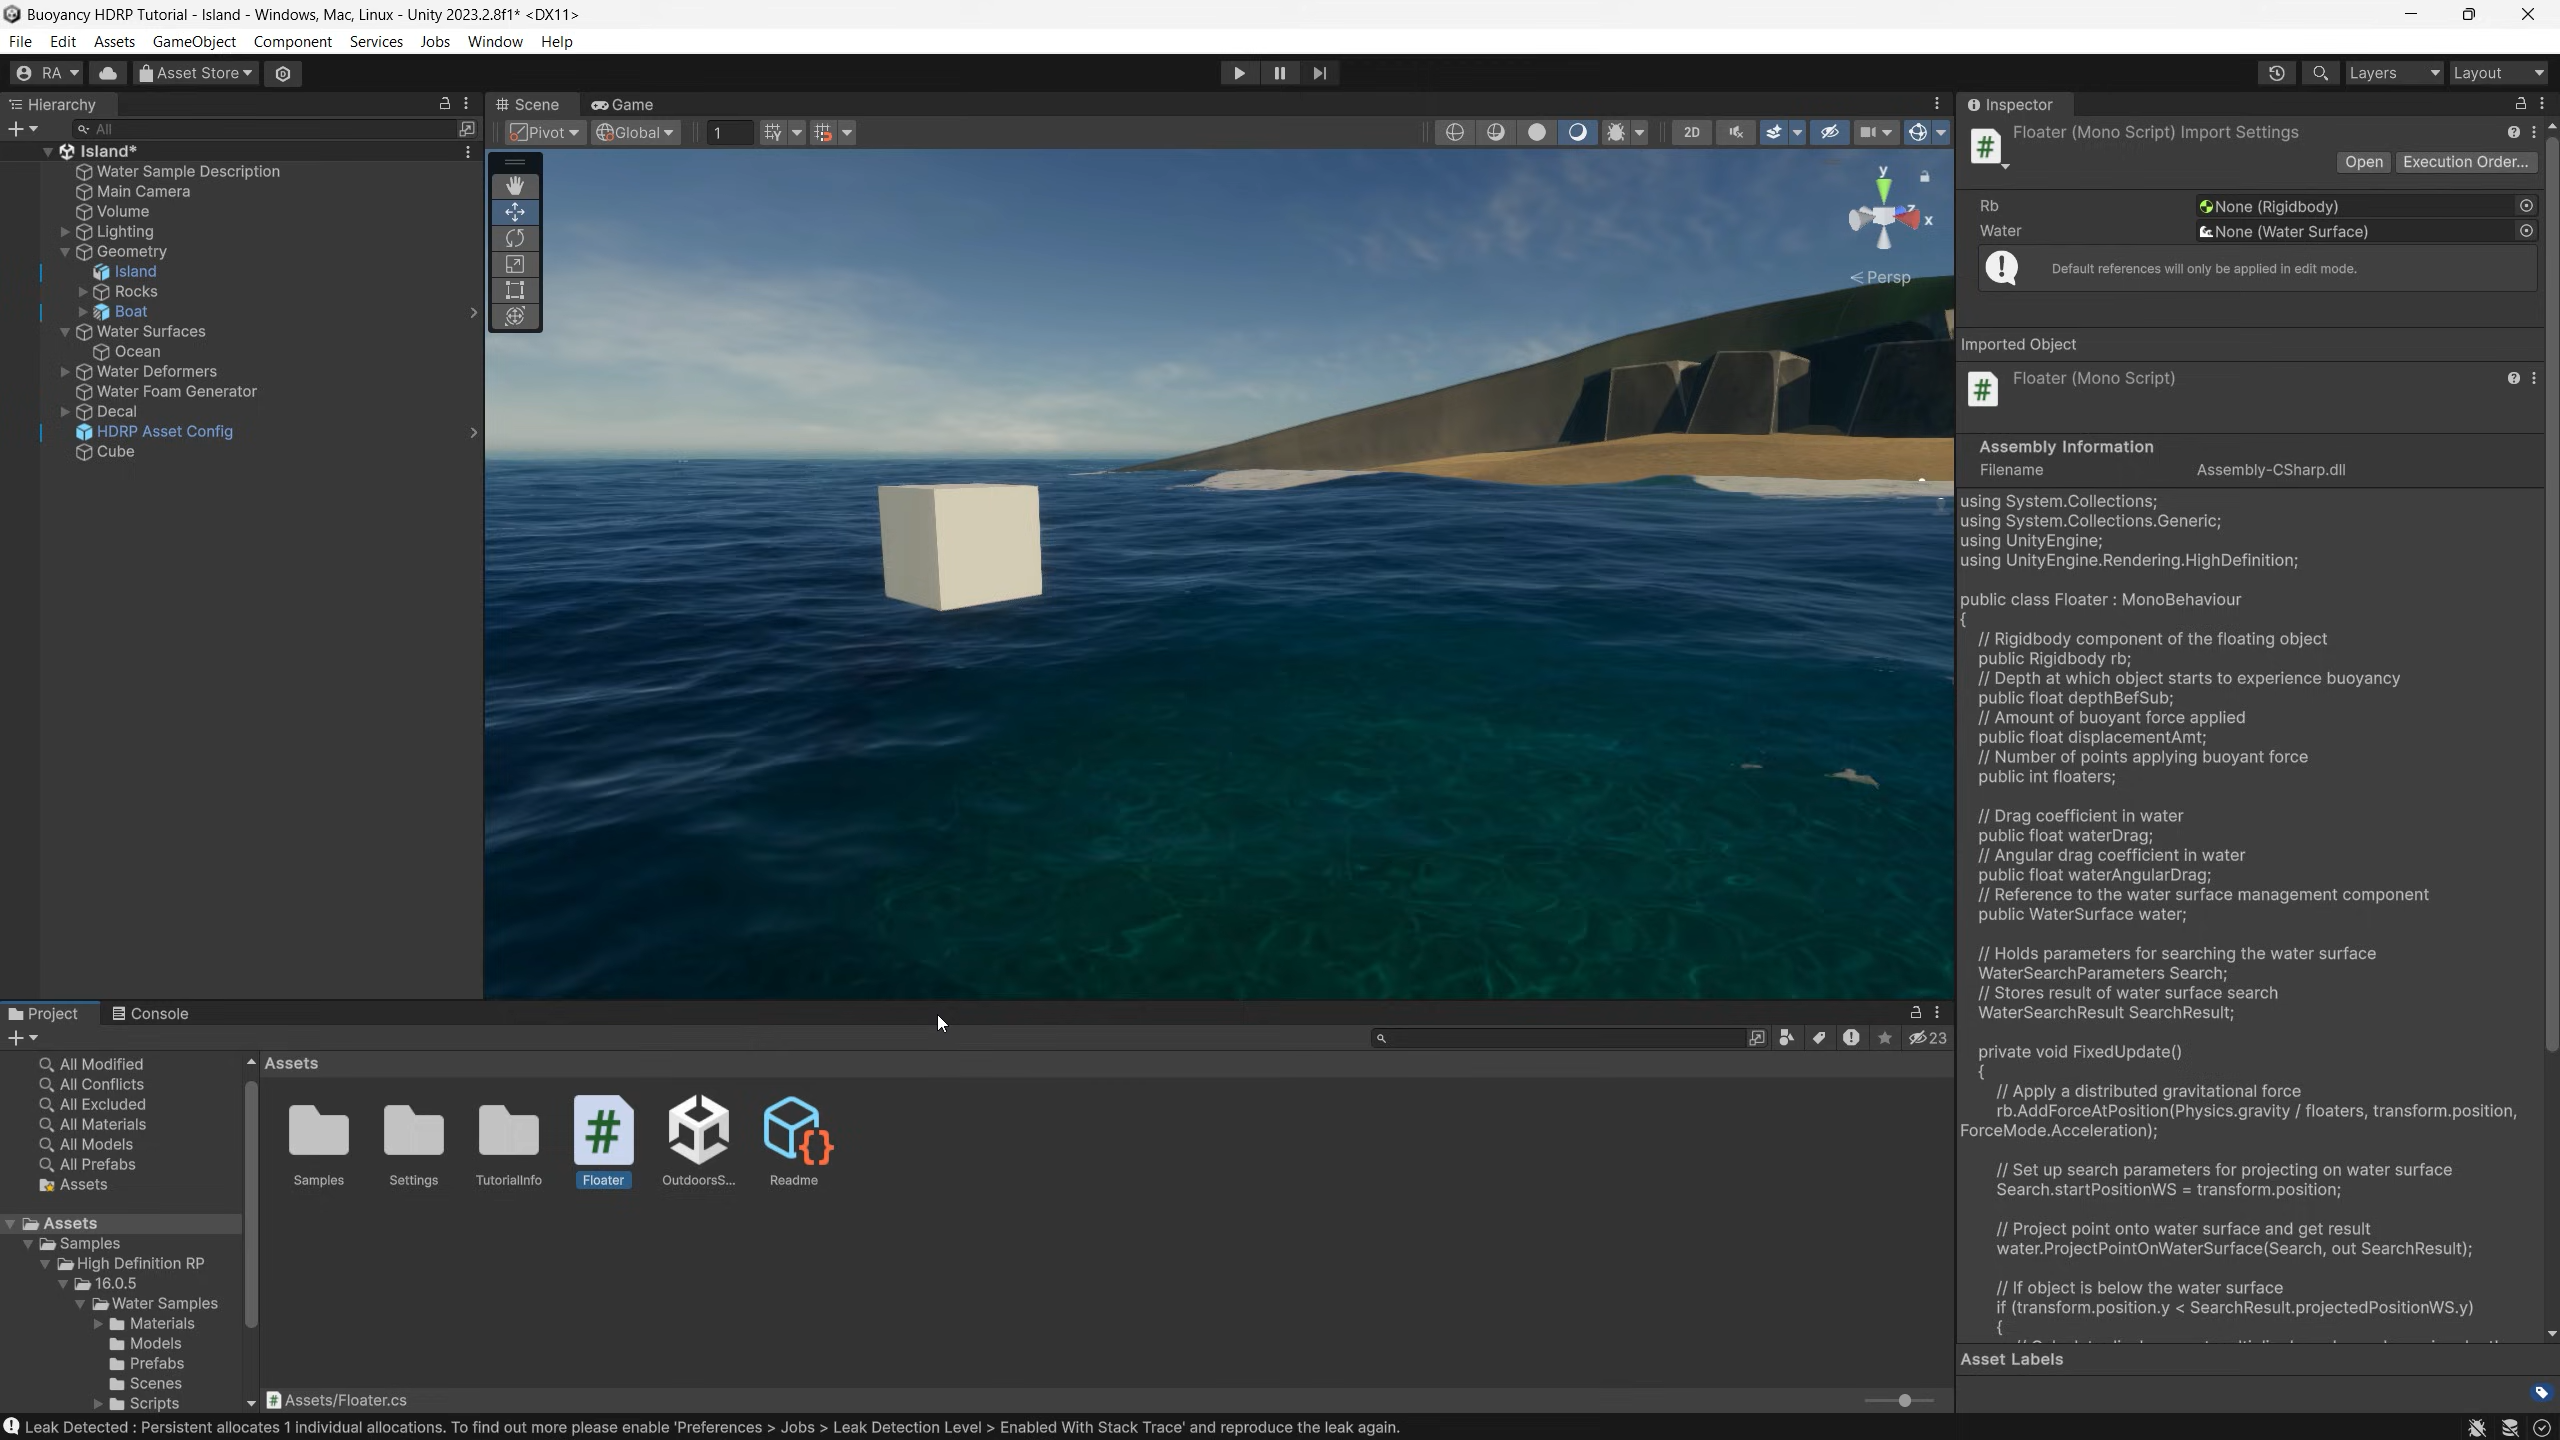 Buoyancy HDRP Tutorial - Island - Windows, Mac, Linux - Unity 2023.2.8f1* <DX11>
File Edit Assets GameObject Component Services Jobs Window Help
RA Asset Store Layers Layout
Hierarchy
All
Island*
Water Sample Description
Main Camera
Volume
Lighting
Geometry
Island
Rocks
Boat
Water Surfaces
Ocean
Water Deformers
Water Foam Generator
Decal
HDRP Asset Config
Cube
Scene Game
Pivot Global 1 2D
y
z
x
Persp
Inspector
Floater (Mono Script) Import Settings
Open Execution Order...
Rb None (Rigidbody)
Water None (Water Surface)
Default references will only be applied in edit mode.
Imported Object
Floater (Mono Script)
Assembly Information
Filename Assembly-CSharp.dll
using System.Collections;
using System.Collections.Generic;
using UnityEngine;
using UnityEngine.Rendering.HighDefinition;
public class Floater : MonoBehaviour
{
// Rigidbody component of the floating object
public Rigidbody rb;
// Depth at which object starts to experience buoyancy
public float depthBefSub;
// Amount of buoyant force applied
public float displacementAmt;
// Number of points applying buoyant force
public int floaters;
// Drag coefficient in water
public float waterDrag;
// Angular drag coefficient in water
public float waterAngularDrag;
// Reference to the water surface management component
public WaterSurface water;
// Holds parameters for searching the water surface
WaterSearchParameters Search;
// Stores result of water surface search
WaterSearchResult SearchResult;
private void FixedUpdate()
{
// Apply a distributed gravitational force
rb.AddForceAtPosition(Physics.gravity / floaters, transform.position,
ForceMode.Acceleration);
// Set up search parameters for projecting on water surface
Search.startPositionWS = transform.position;
// Project point onto water surface and get result
water.ProjectPointOnWaterSurface(Search, out SearchResult);
// If object is below the water surface
if (transform.position.y < SearchResult.projectedPositionWS.y)
{
Asset Labels
Project Console
23
All Modified
All Conflicts
All Excluded
All Materials
All Models
All Prefabs
Assets
Assets
Samples
High Definition RP
16.0.5
Water Samples
Materials
Models
Prefabs
Scenes
Scripts
Assets
Samples Settings TutorialInfo Floater OutdoorsS... Readme
Assets/Floater.cs
Leak Detected : Persistent allocates 1 individual allocations. To find out more please enable 'Preferences > Jobs > Leak Detection Level > Enabled With Stack Trace' and reproduce the leak again.